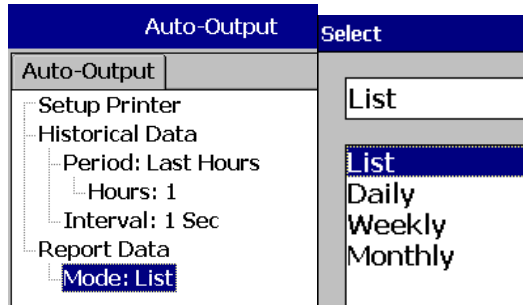 Auto-Output
Auto-Output
Setup Printer
Historical Data
Period: Last Hours
Hours: 1
Interval: 1 Sec
Report Data
Mode: List
Select
List
List
Daily
Weekly
Monthly